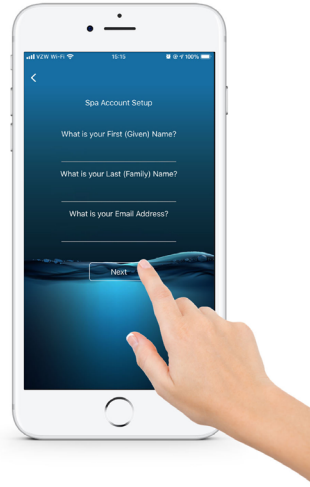 VZW Wi-Fi 15:15 100%
Spa Account Setup
What is your First (Given) Name?
What is your Last (Family) Name?
What is your Email Address?
Next